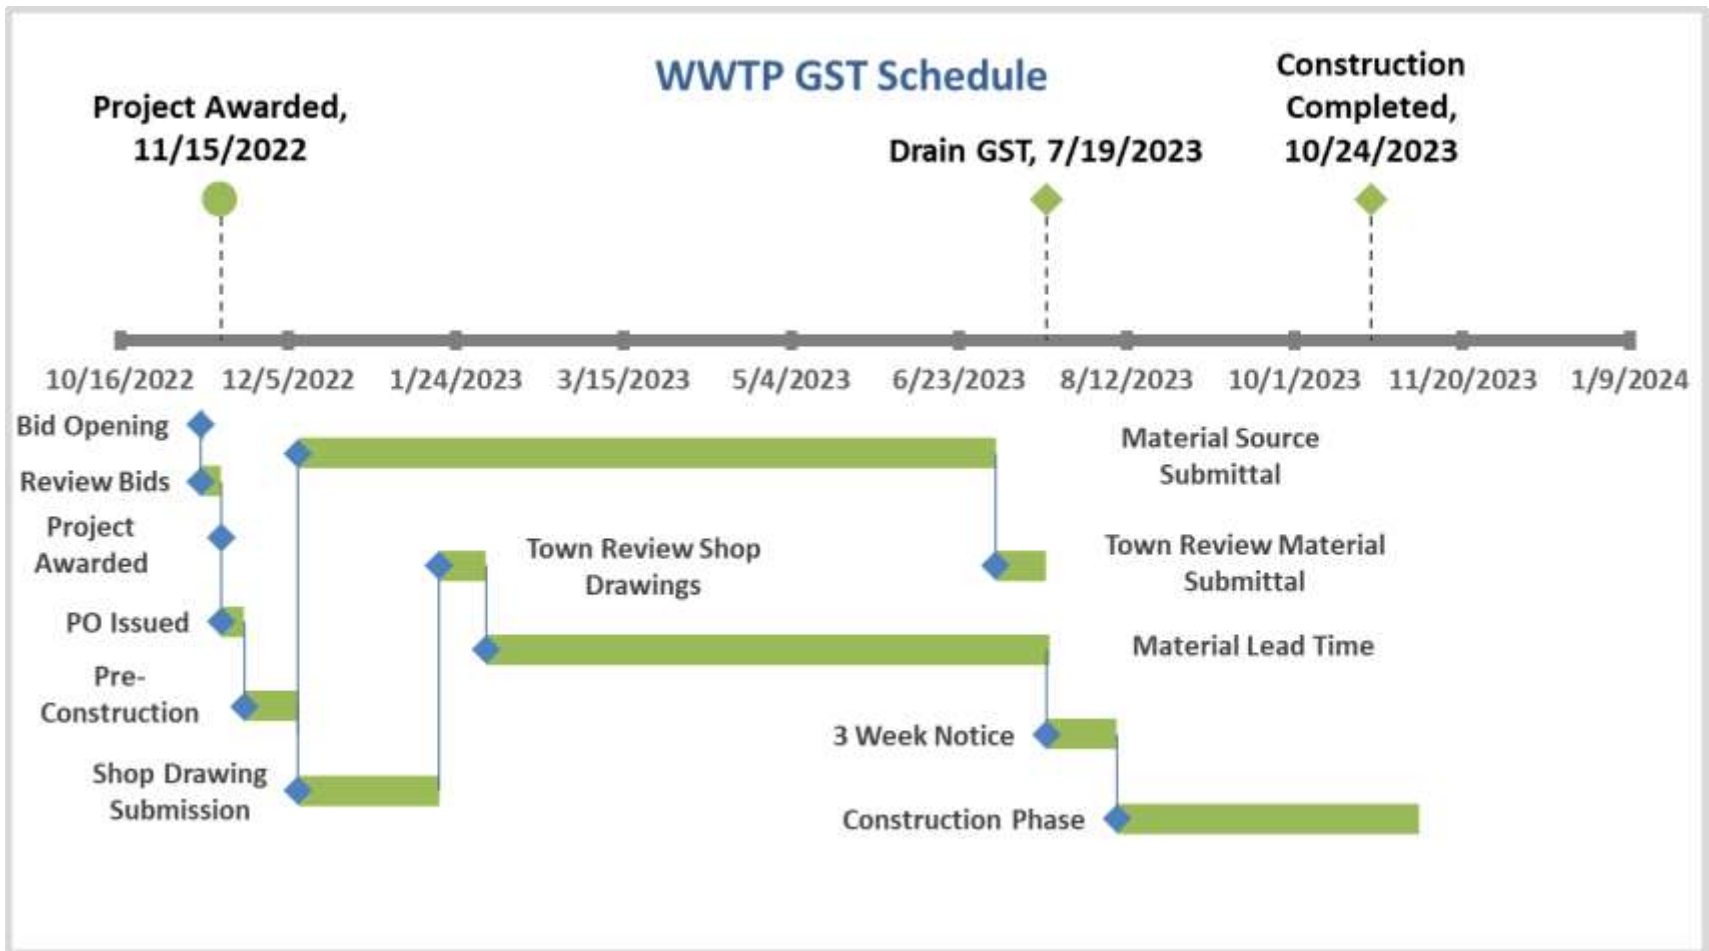 WWTP GST Schedule
Project Awarded,
11/15/2022
Drain GST, 7/19/2023
Construction
Completed,
10/24/2023
10/16/2022 12/5/2022 1/24/2023 3/15/2023 5/4/2023 6/23/2023 8/12/2023 10/1/2023 11/20/2023 1/9/2024
Bid Opening
Review Bids
Project
Awarded
PO Issued
Pre-
Construction
Shop Drawing
Submission
Town Review Shop
Drawings
Material Source
Submittal
Town Review Material
Submittal
Material Lead Time
3 Week Notice
Construction Phase